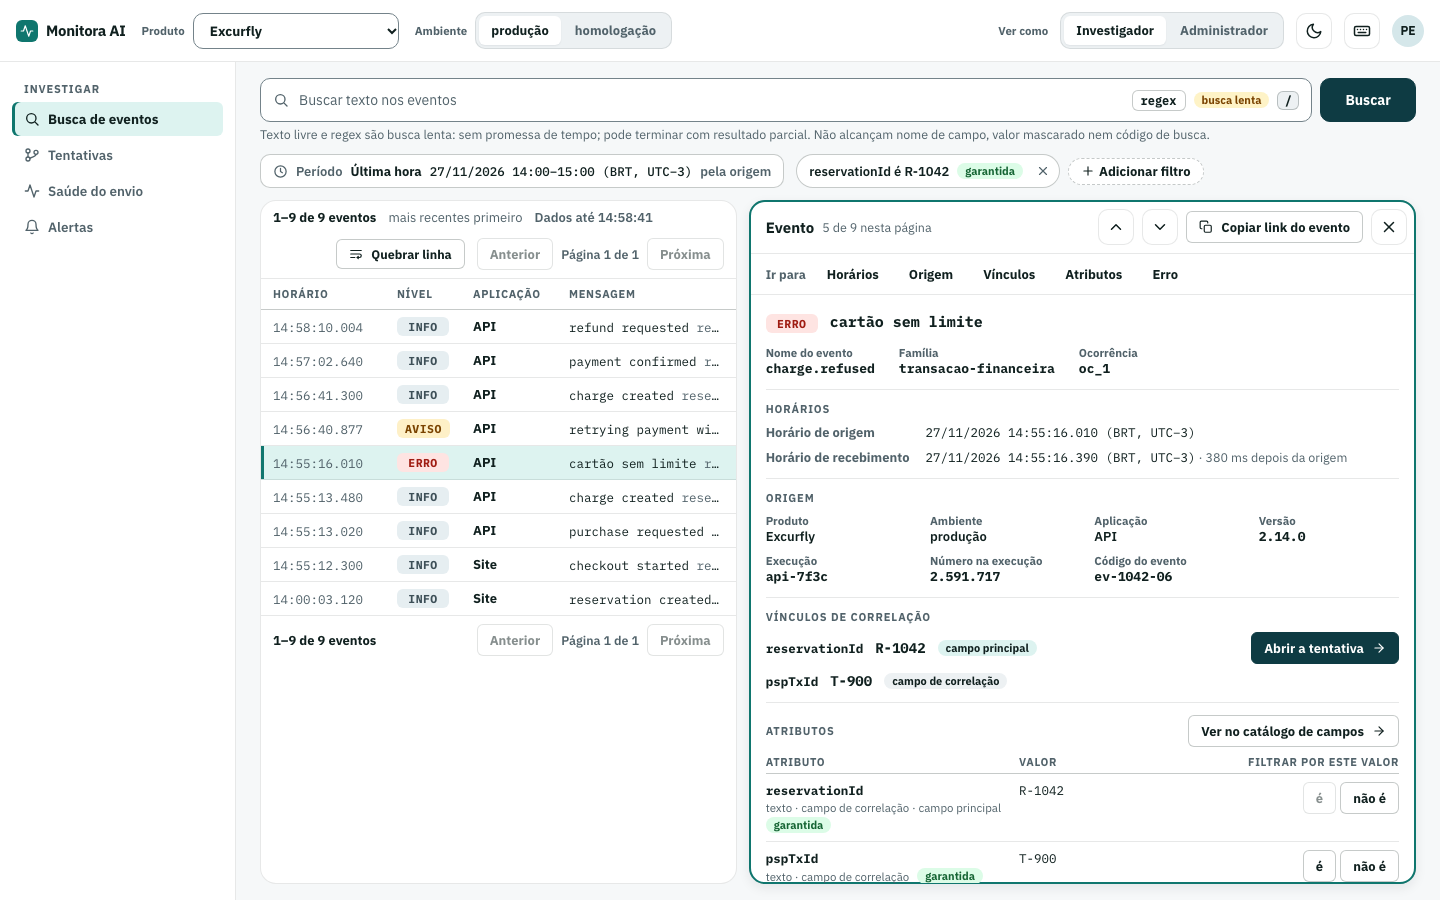 Monitora AI Produto Excurfly Ambiente produção homologação Ver como Investigador Administrador PE
INVESTIGAR
Busca de eventos
Tentativas
Saúde do envio
Alertas
Buscar texto nos eventos regex busca lenta / Buscar
Texto livre e regex são busca lenta: sem promessa de tempo; pode terminar com resultado parcial. Não alcançam nome de campo, valor mascarado nem código de busca.
Período Última hora 27/11/2026 14:00–15:00 (BRT, UTC−3) pela origem reservationId é R-1042 garantida Adicionar filtro
1–9 de 9 eventos mais recentes primeiro Dados até 14:58:41
Quebrar linha Anterior Página 1 de 1 Próxima
HORÁRIO NÍVEL APLICAÇÃO MENSAGEM
14:58:10.004 INFO API refund requested re…
14:57:02.640 INFO API payment confirmed r…
14:56:41.300 INFO API charge created rese…
14:56:40.877 AVISO API retrying payment wi…
14:55:16.010 ERRO API cartão sem limite r…
14:55:13.480 INFO API charge created rese…
14:55:13.020 INFO API purchase requested …
14:55:12.300 INFO Site checkout started re…
14:00:03.120 INFO Site reservation created…
1–9 de 9 eventos Anterior Página 1 de 1 Próxima
Evento 5 de 9 nesta página Copiar link do evento
Ir para Horários Origem Vínculos Atributos Erro
ERRO cartão sem limite
Nome do evento Família Ocorrência
charge.refused transacao-financeira oc_1
HORÁRIOS
Horário de origem 27/11/2026 14:55:16.010 (BRT, UTC−3)
Horário de recebimento 27/11/2026 14:55:16.390 (BRT, UTC−3) · 380 ms depois da origem
ORIGEM
Produto Ambiente Aplicação Versão
Excurfly produção API 2.14.0
Execução Número na execução Código do evento
api-7f3c 2.591.717 ev-1042-06
VÍNCULOS DE CORRELAÇÃO
reservationId R-1042 campo principal Abrir a tentativa
pspTxId T-900 campo de correlação
ATRIBUTOS Ver no catálogo de campos
ATRIBUTO VALOR FILTRAR POR ESTE VALOR
reservationId R-1042 é não é
texto · campo de correlação · campo principal
garantida
pspTxId T-900 é não é
texto · campo de correlação garantida